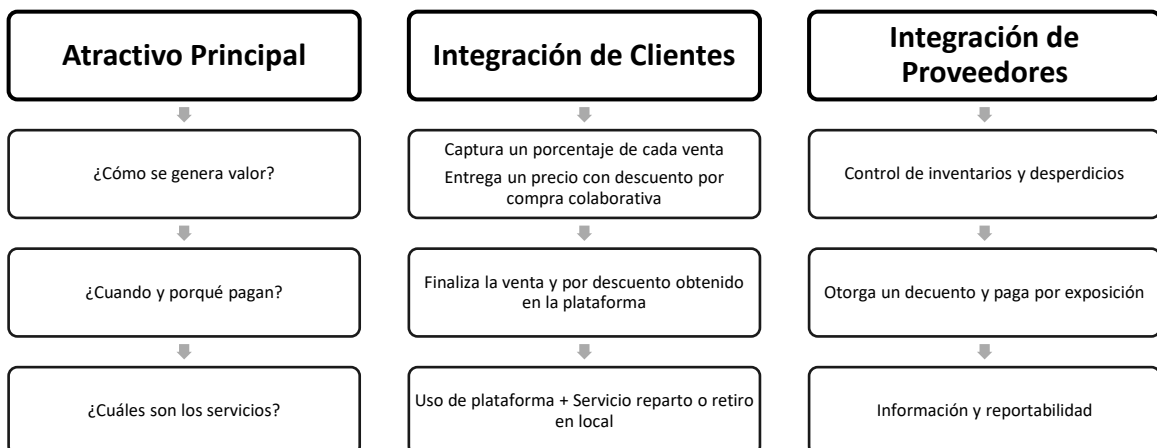 Atractivo Principal
¿Cómo se genera valor?
¿Cuando y porqué pagan?
¿Cuáles son los servicios?
Integración de Clientes
Captura un porcentaje de cada venta
Entrega un precio con descuento por
compra colaborativa
Finaliza la venta y por descuento obtenido
en la plataforma
Uso de plataforma + Servicio reparto o retiro
en local
Integración de
Proveedores
Control de inventarios y desperdicios
Otorga un decuento y paga por exposición
Información y reportabilidad